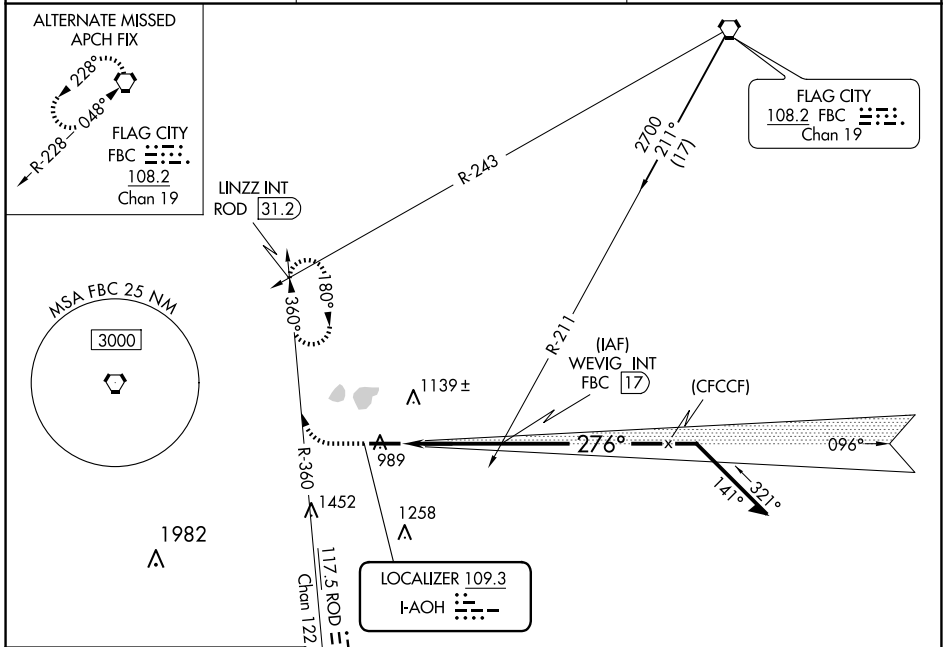 ALTERNATE MISSED
APCH FIX
228°
048°
R-228
FLAG CITY
FBC
108.2
Chan 19
FLAG CITY
108.2 FBC
Chan 19
2700
211°
(17)
R-243
LINZZ INT
ROD 31.2
180°
360°
MSA FBC 25 NM
3000
R-211
(IAF)
WEVIG INT
FBC 17
(CFCCF)
1139 ±
276°
x
096°
989
R-360
141°
321°
1452
1258
1982
117.5 ROD
Chan 122
LOCALIZER 109.3
I-AOH